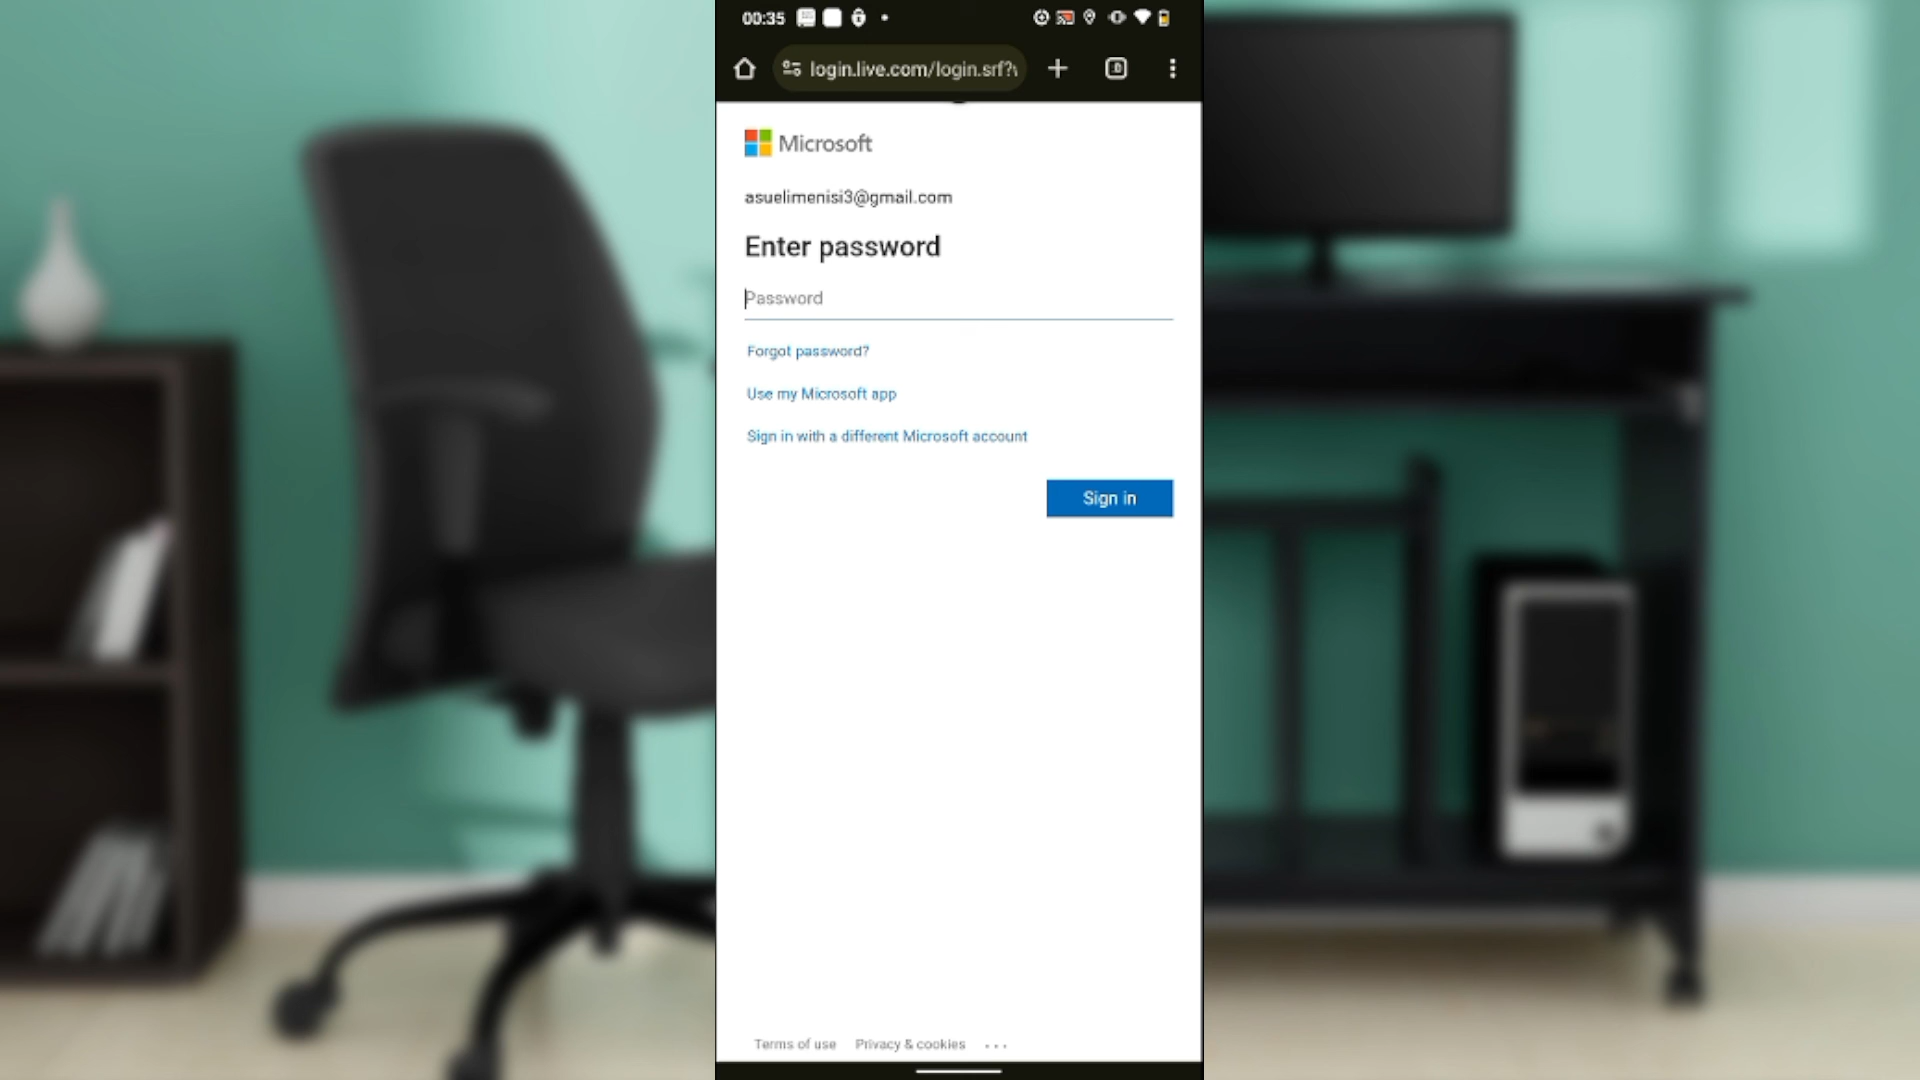 00:35
login.live.com/login.srf?
Microsoft
asuelimenisi3@gmail.com
Enter password
Password
Forgot password?
Use my Microsoft app
Sign in with a different Microsoft account
Sign in
Terms of use Privacy & cookies ...